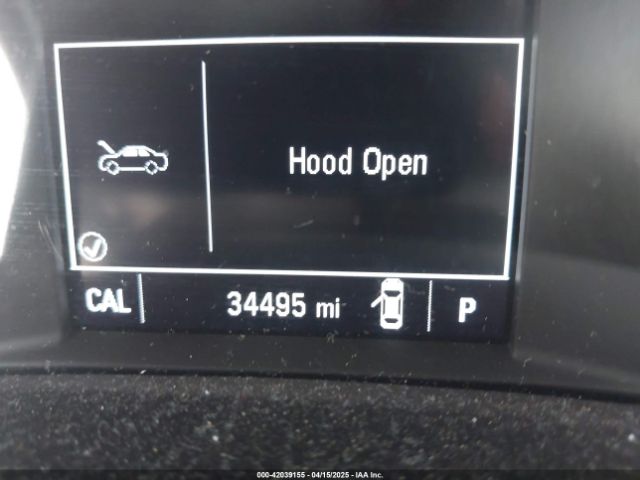 Hood Open
CAL 34495 mi P
000-42039155 - 04/15/2025 - IAA Inc.